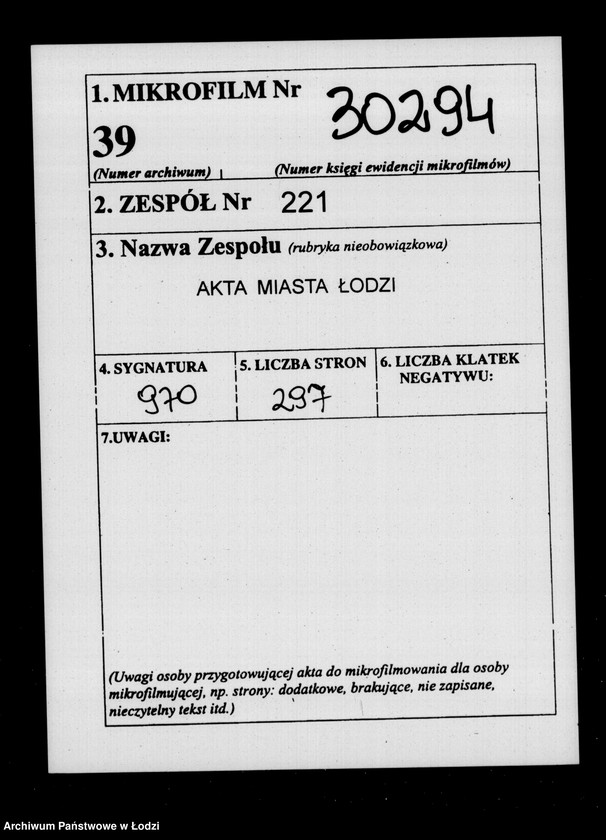 1. MIKROFILM Nr 30294
39
(Numer archiwum) (Numer księgi ewidencji mikrofilmów)
2. ZESPÓŁ Nr 221
3. Nazwa Zespołu (rubryka nieobowiązkowa)
AKTA MIASTA ŁODZI
4. SYGNATURA 5. LICZBA STRON 6. LICZBA KLATEK
NEGATYWU:
970 297
7.UWAGI:
(Uwagi osoby przygotowującej akta do mikrofilmowania dla osoby
mikrofilmującej, np. strony: dodatkowe, brakujące, nie zapisane,
nieczytelny tekst itd.)
Archiwum Państwowe w Łodzi